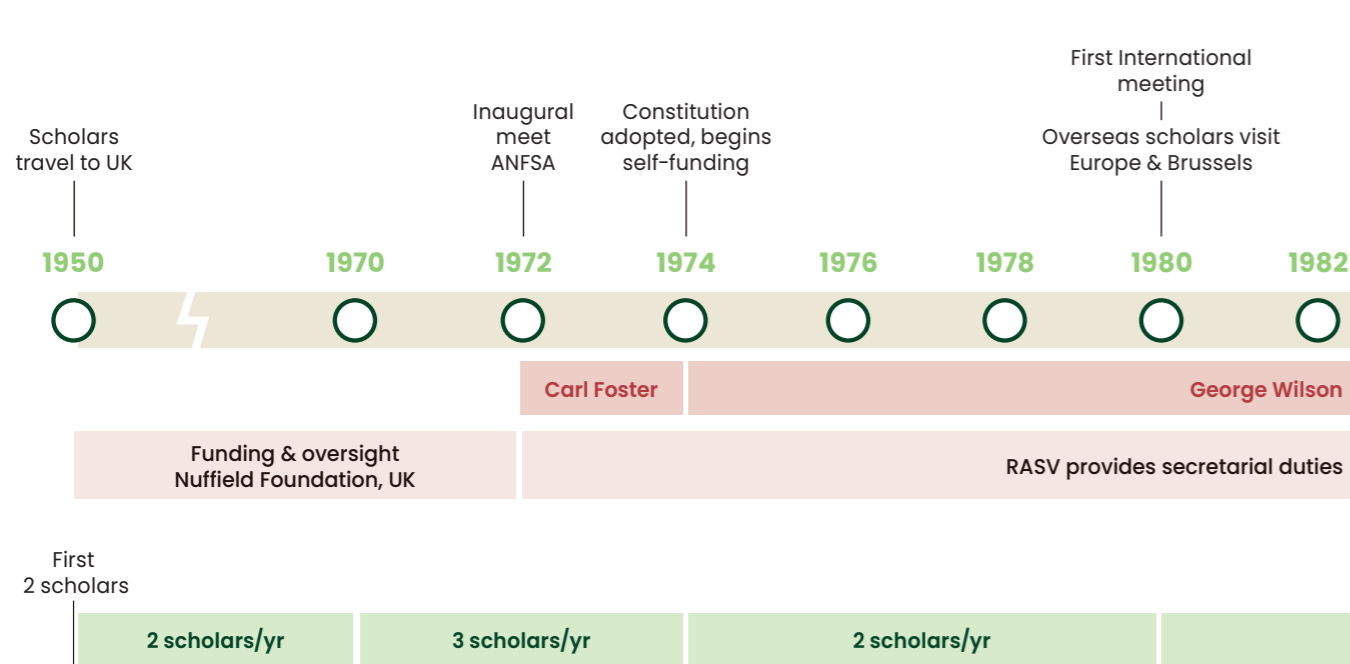 First International
meeting
Inaugural
meet
ANFSA
Constitution
adopted, begins
self-funding
Scholars
travel to UK
Overseas scholars visit
Europe & Brussels
1950 1970 1972 1974 1976 1978 1980 1982
Carl Foster George Wilson
Funding & oversight
Nuffield Foundation, UK
RASV provides secretarial duties
First
2 scholars
2 scholars/yr 3 scholars/yr 2 scholars/yr